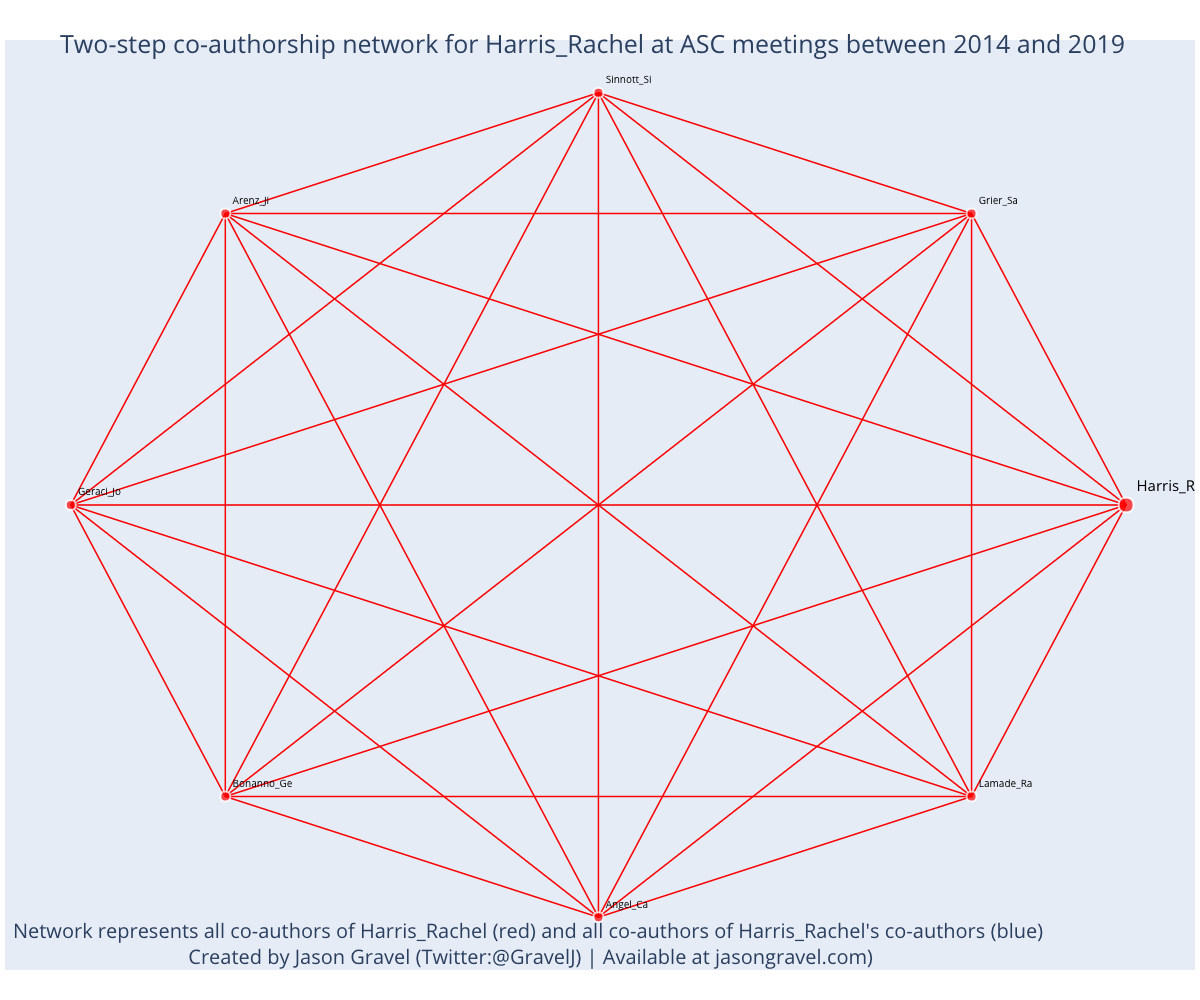 Two-step co-authorship network for Harris_Rachel at ASC meetings between 2014 and 2019
Sinnott_Si
Arenz_Ji
Grier_Sa
Harris_R
Geraci_Jo
Bonanno_Ge
Lamade_Ra
Angel_Ca
Network represents all co-authors of Harris_Rachel (red) and all co-authors of Harris_Rachel's co-authors (blue)
Created by Jason Gravel (Twitter:@GravelJ) | Available at jasongravel.com)